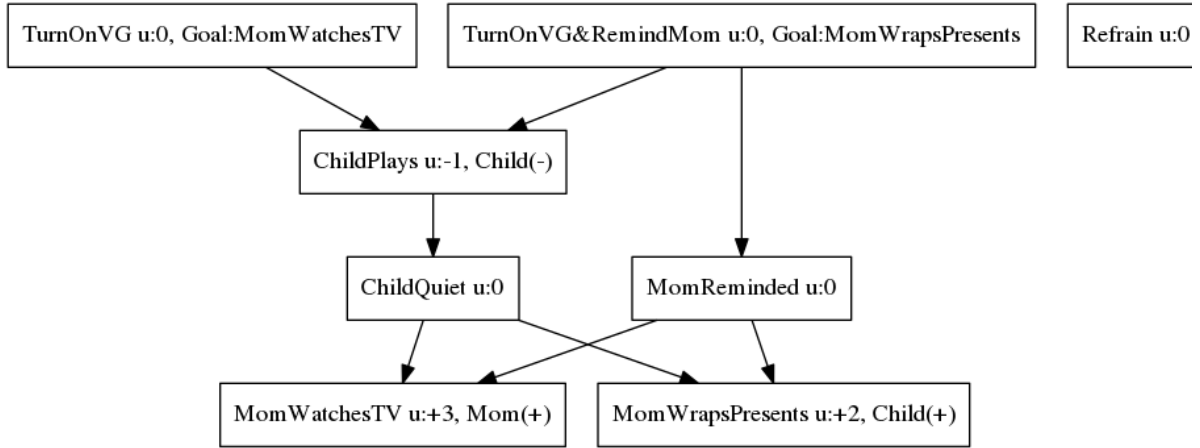 TurnOnVG u:0, Goal:MomWatchesTV
TurnOnVG&RemindMom u:0, Goal:MomWrapsPresents
Refrain u:0
ChildPlays u:-1, Child(-)
ChildQuiet u:0
MomReminded u:0
MomWatchesTV u:+3, Mom(+)
MomWrapsPresents u:+2, Child(+)